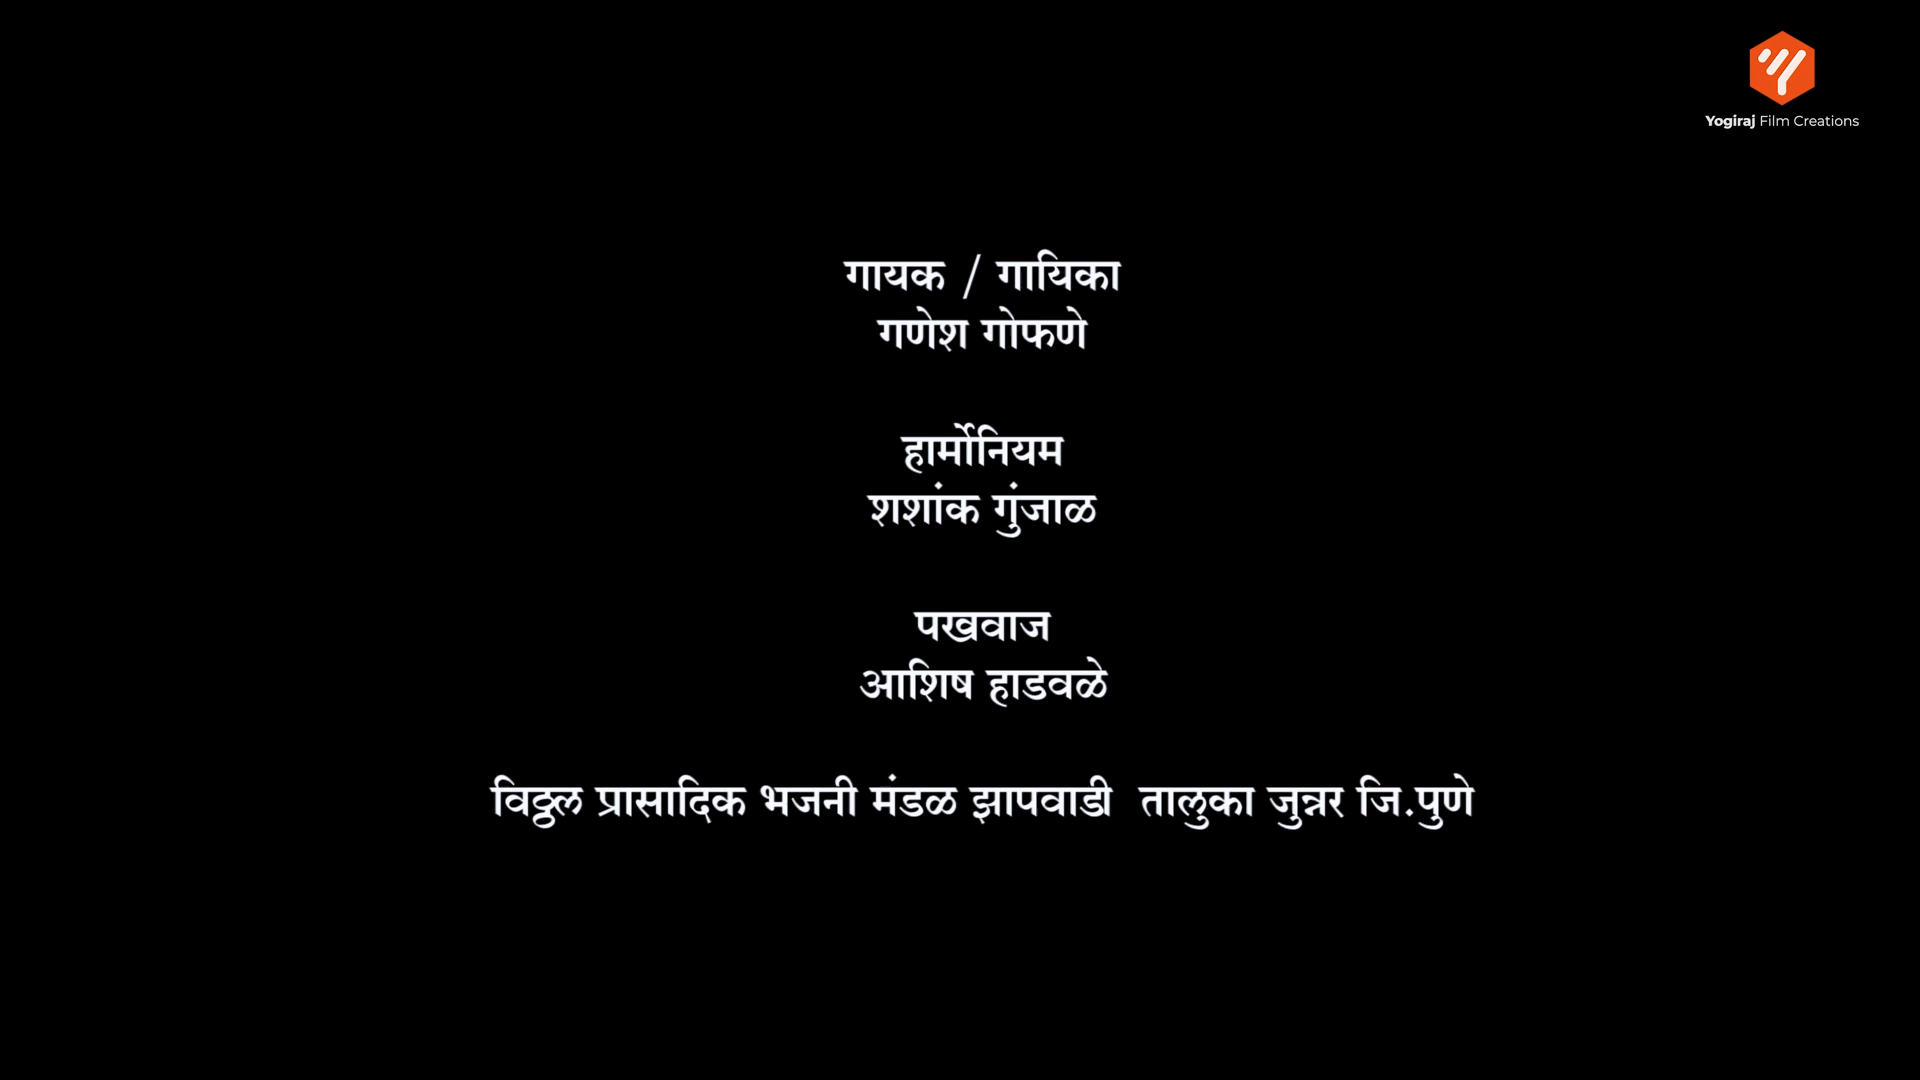 Yogiraj Film Creations
गायक / गायिका
गणेश गोफणे
हार्मोनियम
शशांक गुंजाळ
पखवाज
आशिष हाडवळे
विठ्ठल प्रासादिक भजनी मंडळ झापवाडी तालुका जुन्नर जि.पुणे